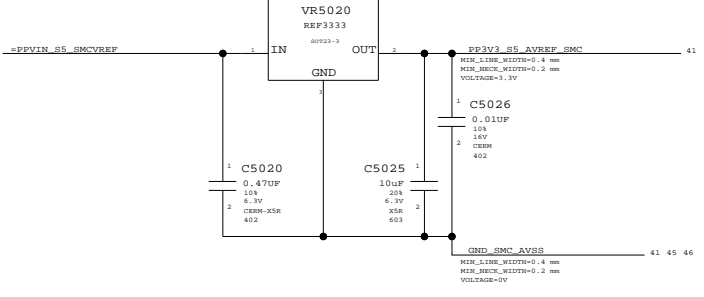 VR5020
REF3333
SOT23-3
=PPVIN_S5_SMCVREF
1
IN
OUT
2
PP3V3_S5_AVREF_SMC
41
MIN_LINE_WIDTH=0.4 mm
MIN_NECK_WIDTH=0.2 mm
VOLTAGE=3.3V
GND
3
1
C5026
0.01UF
10%
16V
2
CERM
402
1
C5020
0.47UF
10%
6.3V
2
CERM-X5R
402
C5025
1
10uF
20%
6.3V
2
X5R
603
GND_SMC_AVSS
41 45 46
MIN_LINE_WIDTH=0.4 mm
MIN_NECK_WIDTH=0.2 mm
VOLTAGE=0V